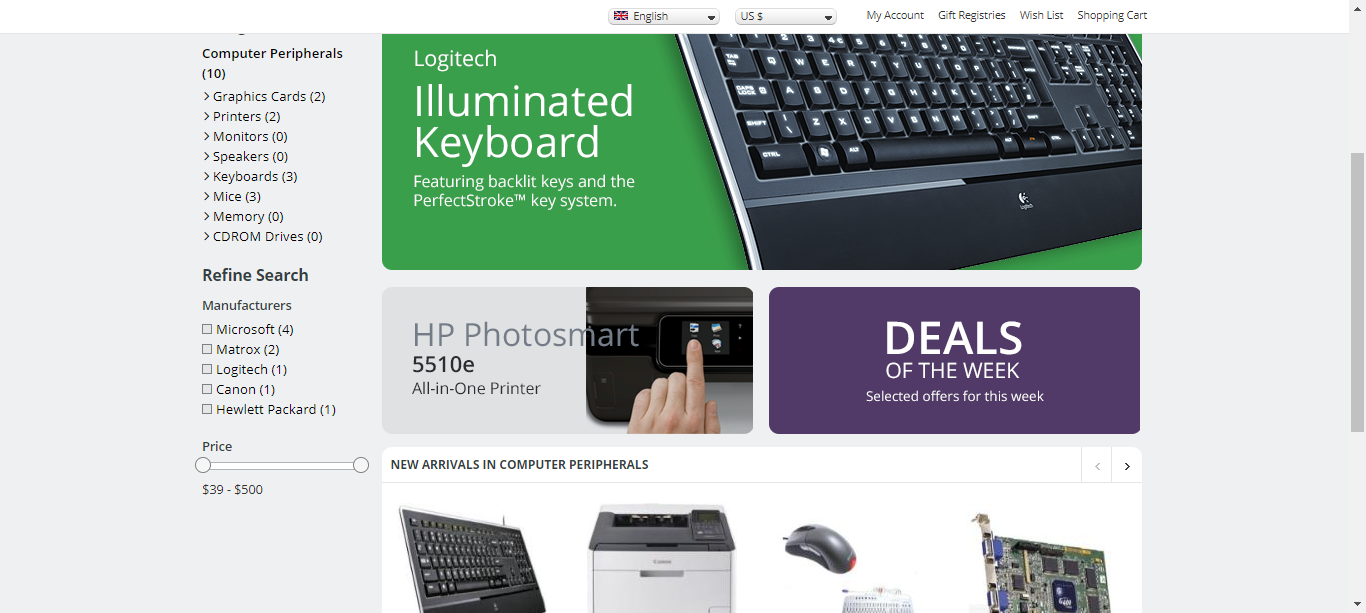 English
US $
My Account
Gift Registries
Wish List
Shopping Cart
Computer Peripherals
(10)
Graphics Cards (2)
Printers (2)
Monitors (0)
Speakers (0)
Keyboards (3)
Mice (3)
Memory (0)
CDROM Drives (0)
Refine Search
Manufacturers
Microsoft (4)
Matrox (2)
Logitech (1)
Canon (1)
Hewlett Packard (1)
Price
$39 - $500
Logitech
Illuminated
Keyboard
Featuring backlit keys and the
PerfectStroke™ key system.
Logitech
HP Photosmart
5510e
All-in-One Printer
DEALS
OF THE WEEK
Selected offers for this week
NEW ARRIVALS IN COMPUTER PERIPHERALS